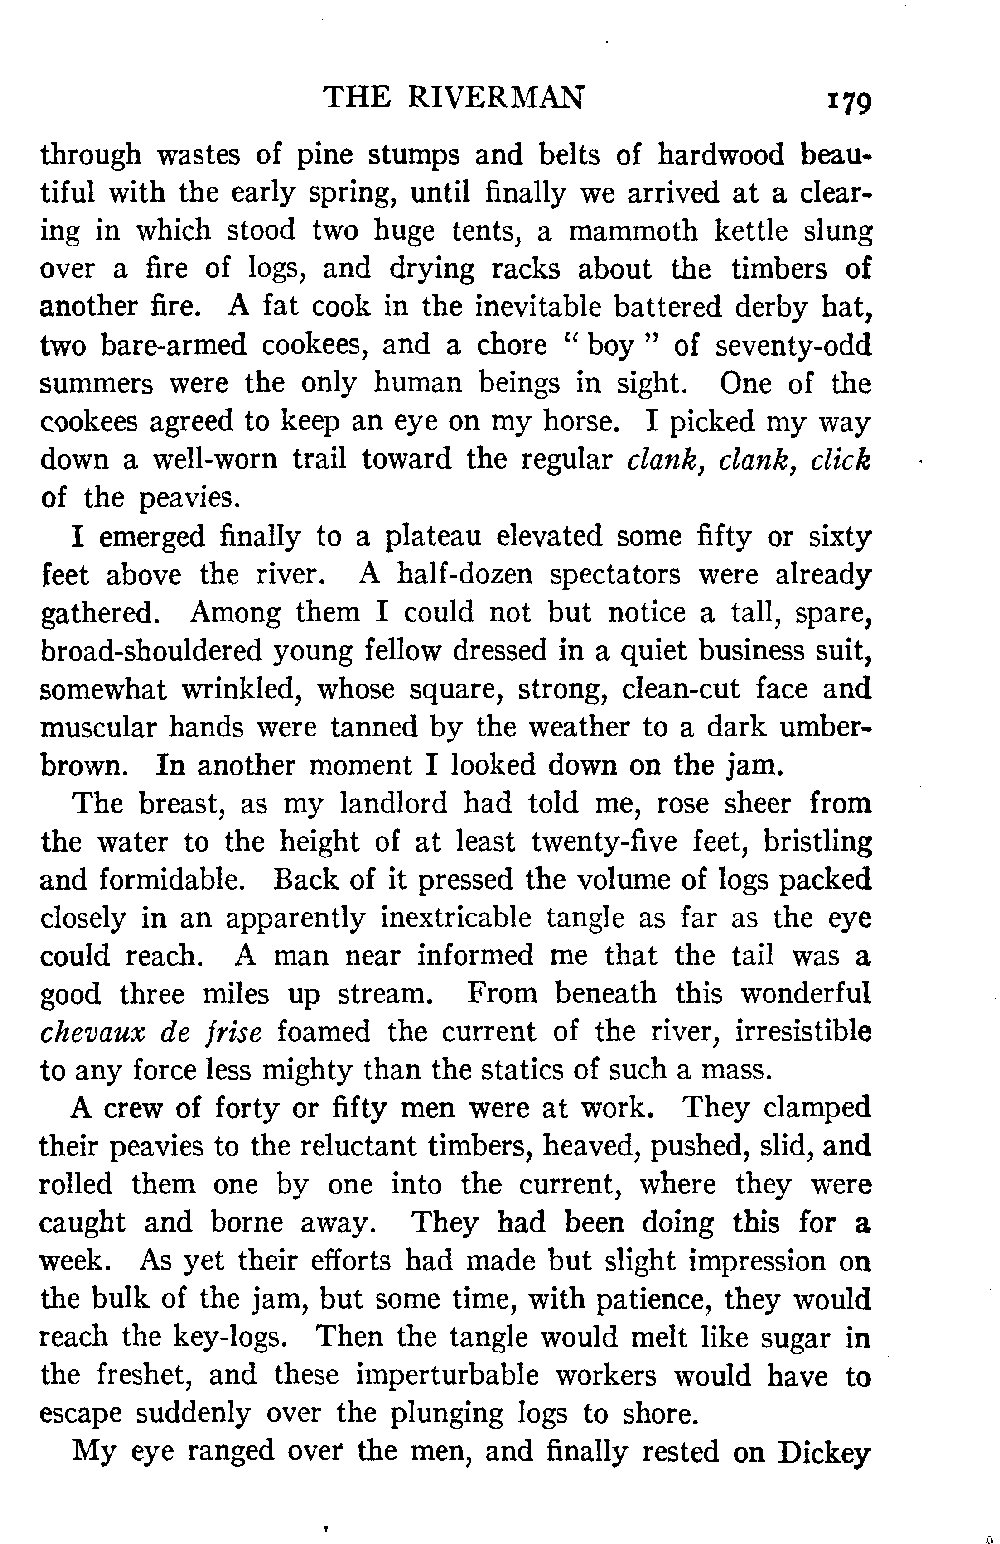 THE RIVERMAN 179
through wastes of pine stumps and belts of hardwood beau-
tiful with the early spring, until finally we arrived at a clear-
ing in which stood two huge tents, a mammoth kettle slung
over a fire of logs, and drying racks about the timbers of
another fire. A fat cook in the inevitable battered derby hat,
two bare-armed cookees, and a chore “ boy ” of seventy-odd
summers were the only human beings in sight. One of the
cookees agreed to keep an eye on my horse. I picked my way
down a well-worn trail toward the regular clank, clank, click
of the peavies.
I emerged finally to a plateau elevated some fifty or sixty
feet above the river. A half-dozen spectators were already
gathered. Among them I could not but notice a tall, spare,
broad-shouldered young fellow dressed in a quiet business suit,
somewhat wrinkled, whose square, strong, clean-cut face and
muscular hands were tanned by the weather to a dark umber-
brown. In another moment I looked down on the jam.
The breast, as my landlord had told me, rose sheer from
the water to the height of at least twenty-five feet, bristling
and formidable. Back of it pressed the volume of logs packed
closely in an apparently inextricable tangle as far as the eye
could reach. A man near informed me that the tail was a
good three miles up stream. From beneath this wonderful
chevaux de frise foamed the current of the river, irresistible
to any force less mighty than the statics of such a mass.
A crew of forty or fifty men were at work. They clamped
their peavies to the reluctant timbers, heaved, pushed, slid, and
rolled them one by one into the current, where they were
caught and borne away. They had been doing this for a
week. As yet their efforts had made but slight impression on
the bulk of the jam, but some time, with patience, they would
reach the key-logs. Then the tangle would melt like sugar in
the freshet, and these imperturbable workers would have to
escape suddenly over the plunging logs to shore.
My eye ranged over the men, and finally rested on Dickey